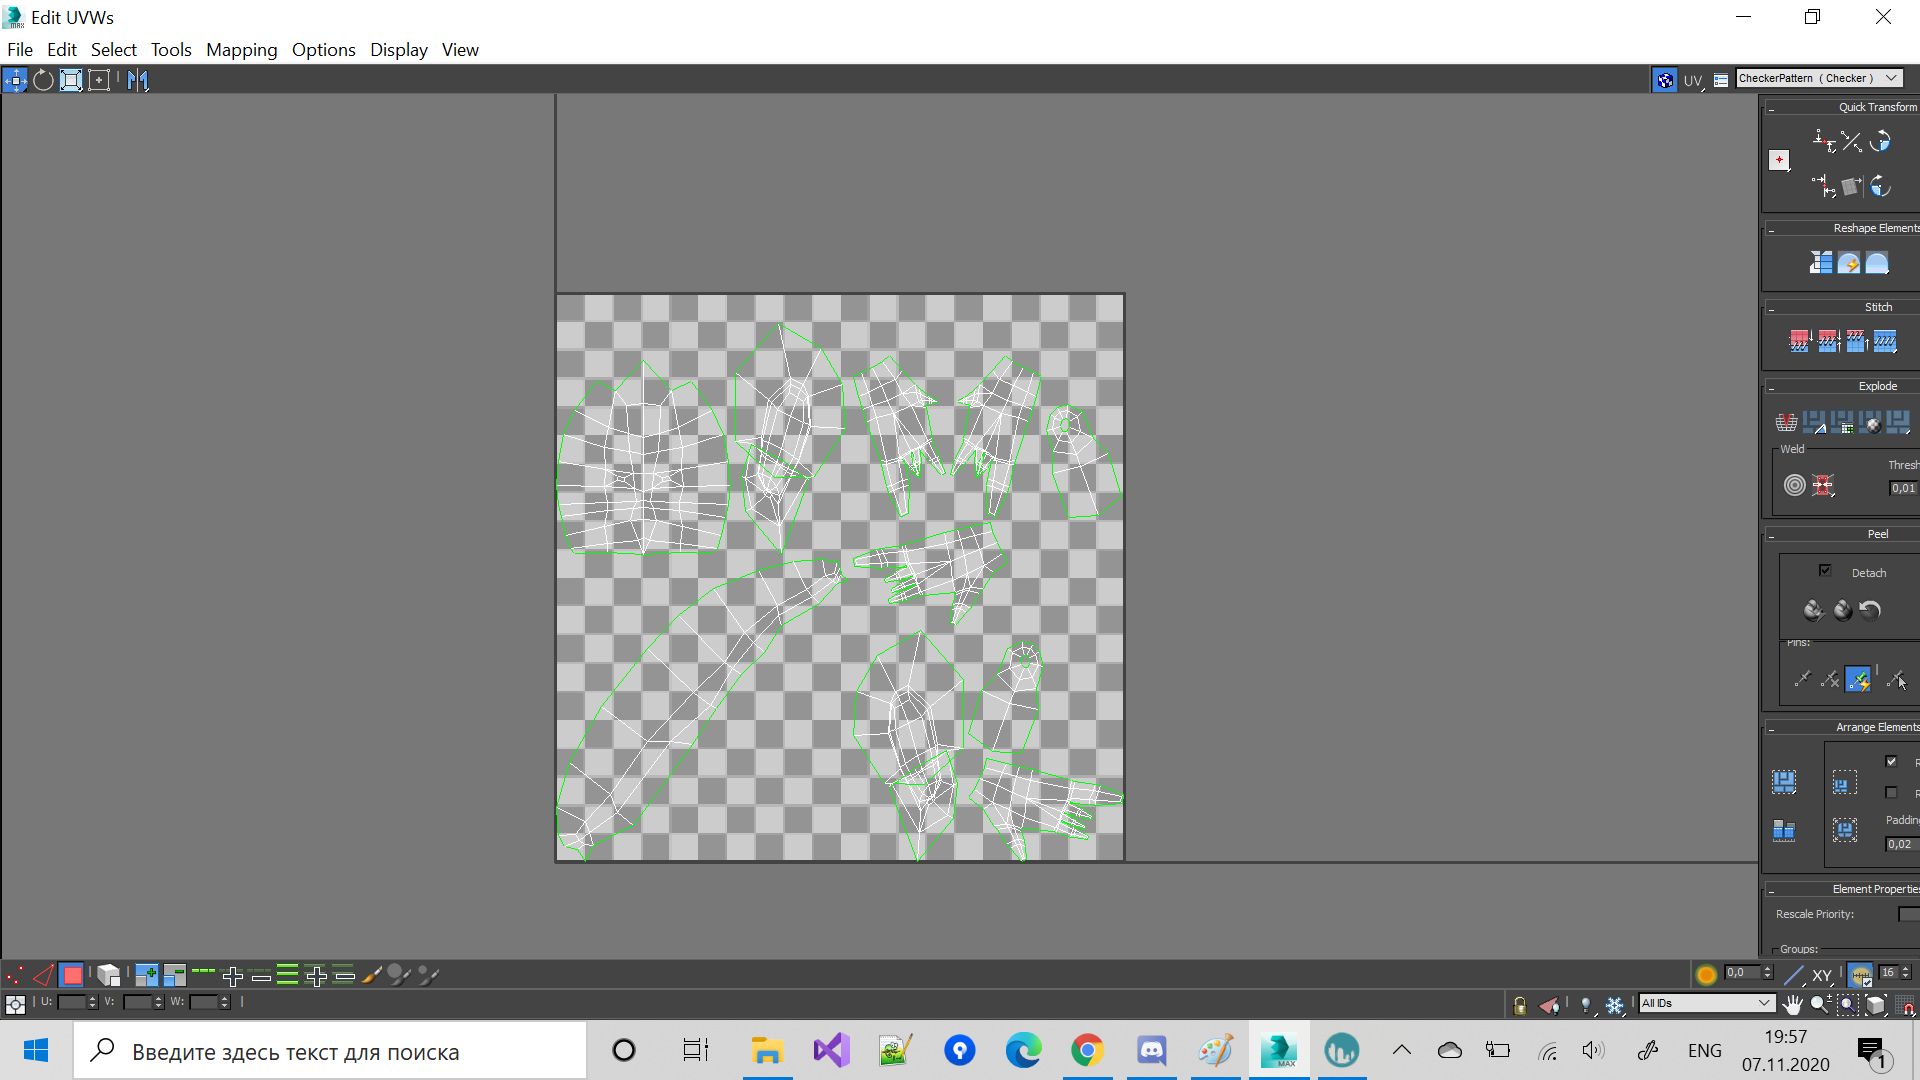 Edit UVWs
File Edit Select Tools Mapping Options Display View
UV
CheckerPattern ( Checker )
Quick Transform
Reshape Elements
Stitch
Explode
Weld
Thresh
0,01
Peel
Detach
Pins:
Arrange Elements
R
R
Padding
0,02
Element Properties
Rescale Priority:
Groups:
0,0
XY
16
U:
V:
W:
All IDs
Введите здесь текст для поиска
MAX
ENG
19:57
07.11.2020
1